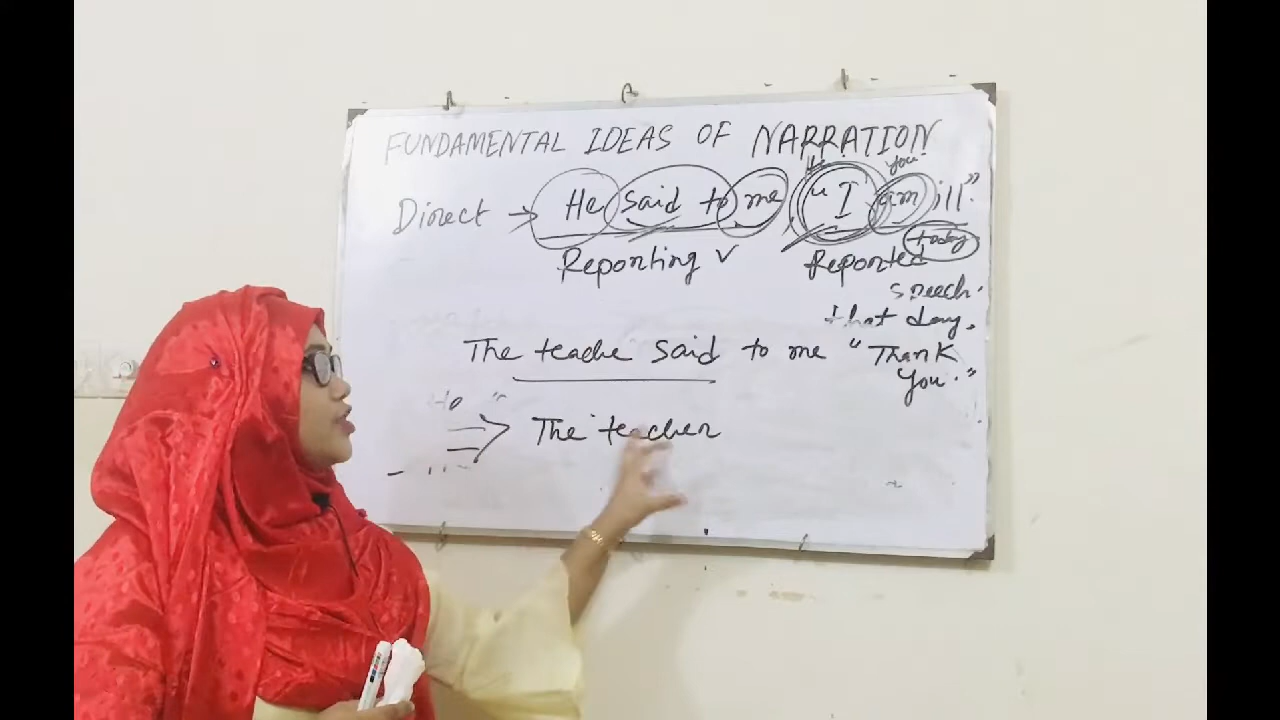 FUNDAMENTAL IDEAS OF NARRATION
He you
Direct → He said to me, "I am ill."
today
Reporting v Reported
speech.
that day.
The teache said to me "Thank
you."
The teacher